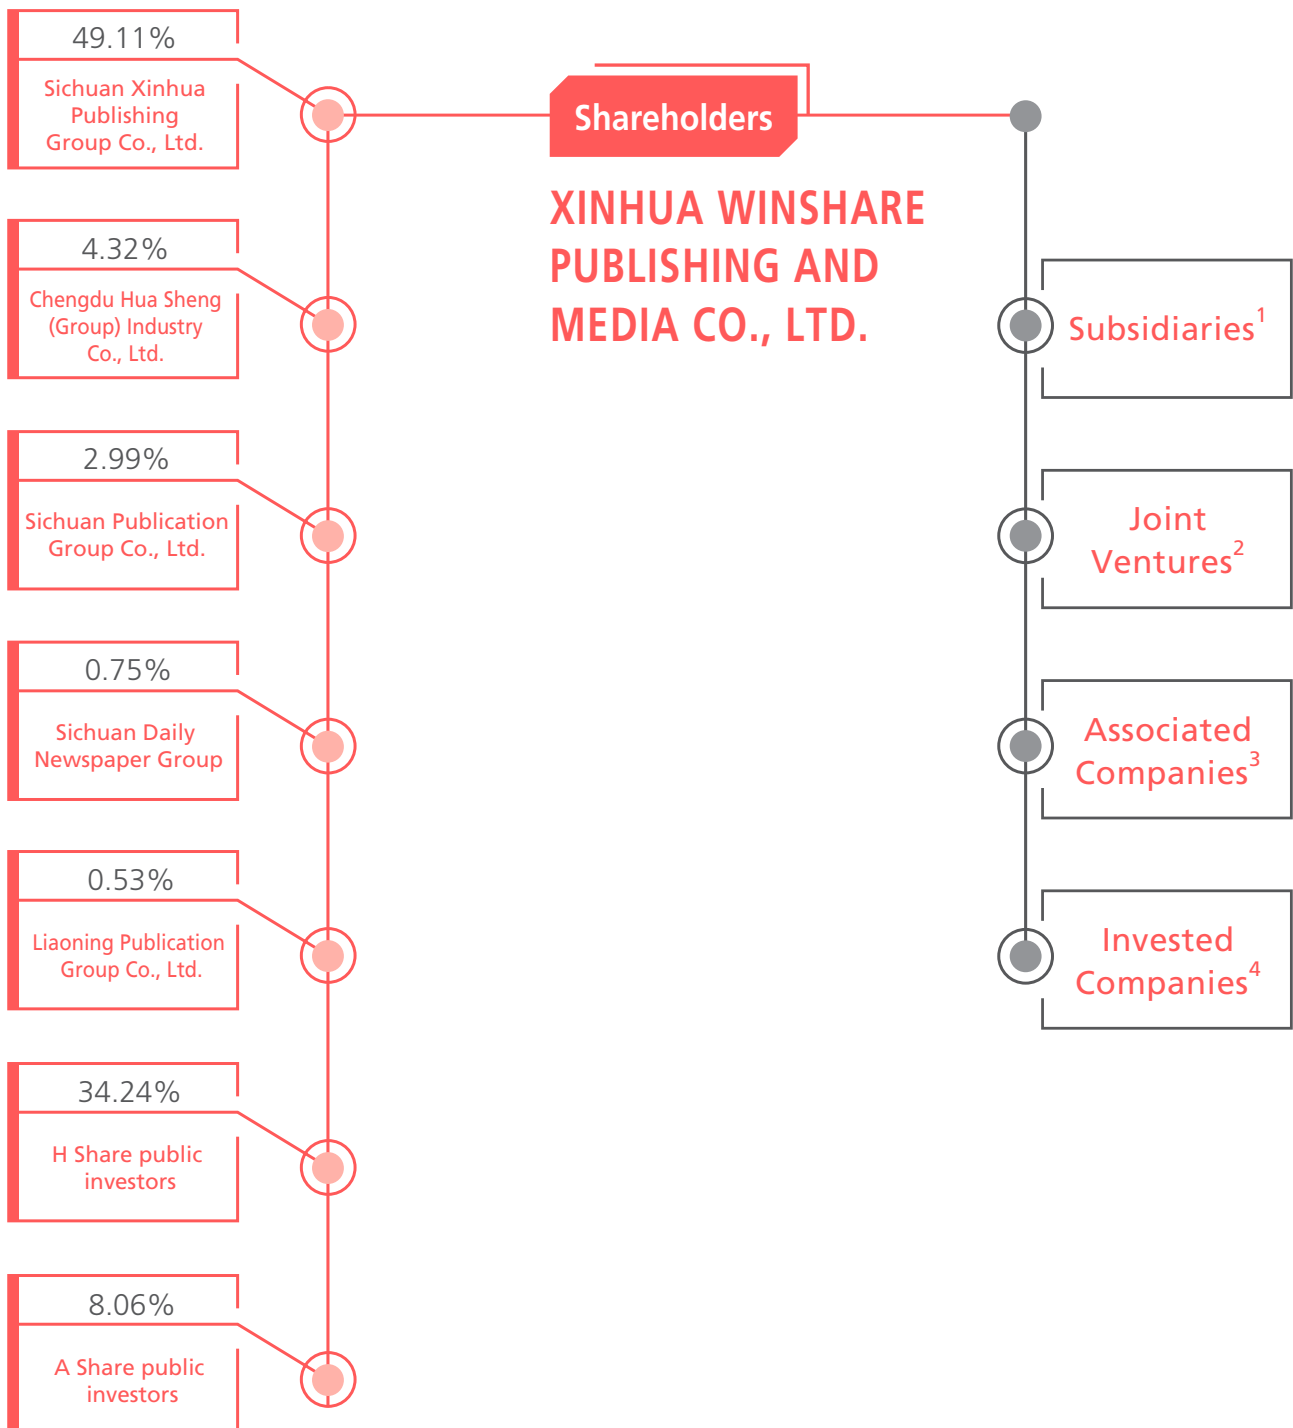 49.11%
Sichuan Xinhua
Publishing
Group Co., Ltd.
4.32%
Chengdu Hua Sheng
(Group) Industry
Co., Ltd.
2.99%
Sichuan Publication
Group Co., Ltd.
0.75%
Sichuan Daily
Newspaper Group
0.53%
Liaoning Publication
Group Co., Ltd.
34.24%
H Share public
investors
8.06%
A Share public
investors
Shareholders
XINHUA WINSHARE
PUBLISHING AND
MEDIA CO., LTD.
Subsidiaries¹
Joint
Ventures²
Associated
Companies³
Invested
Companies⁴